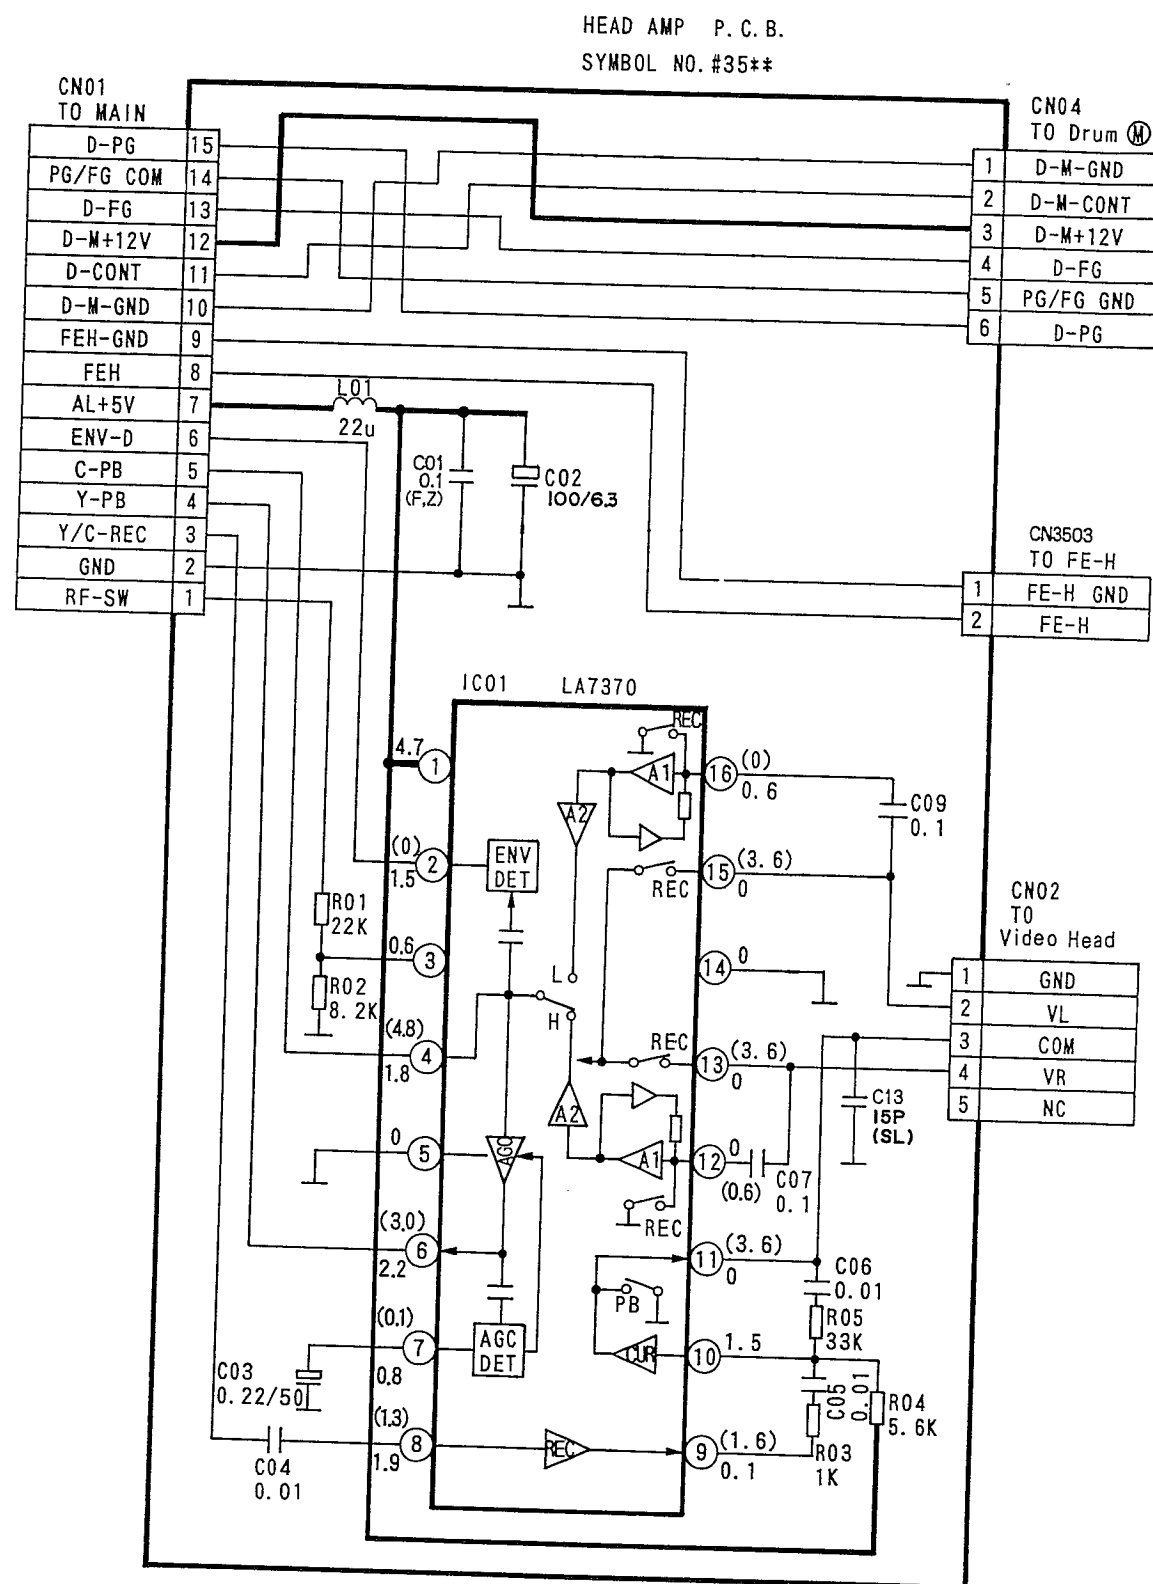 HEAD AMP P.C.B.
SYMBOL NO.#35**
CN01
TO MAIN
D-PG 15
PG/FG COM 14
D-FG 13
D-M+12V 12
D-CONT 11
D-M-GND 10
FEH-GND 9
FEH 8
AL+5V 7
ENV-D 6
C-PB 5
Y-PB 4
Y/C-REC 3
GND 2
RF-SW 1
CN04
TO Drum M
1 D-M-GND
2 D-M-CONT
3 D-M+12V
4 D-FG
5 PG/FG GND
6 D-PG
L01
22u
C01
0.1
(F,Z)
C02
100/6.3
CN3503
TO FE-H
1 FE-H GND
2 FE-H
IC01 LA7370
4.7
1
REC
A1
16
(0)
0.6
A2
C09
0.1
(0)
2
1.5
ENV
DET
REC
15
(3.6)
0
R01
22K
0.6
3
14
0
CN02
TO
Video Head
1 GND
2 VL
3 COM
4 VR
5 NC
R02
8.2K
L
H
(4.8)
4
1.8
REC
13
(3.6)
0
C13
15P
(SL)
A2
0
5
AGC
A1
12
0
(0.6)
C07
0.1
REC
(3.0)
6
2.2
11
(3.6)
0
PB
C06
0.01
R05
33K
(0.1)
7
0.8
AGC
DET
CUR
10
1.5
C03
0.22/50
C05
0.01
R04
5.6K
(1.3)
8
1.9
REC
9
(1.6)
0.1
R03
1K
C04
0.01